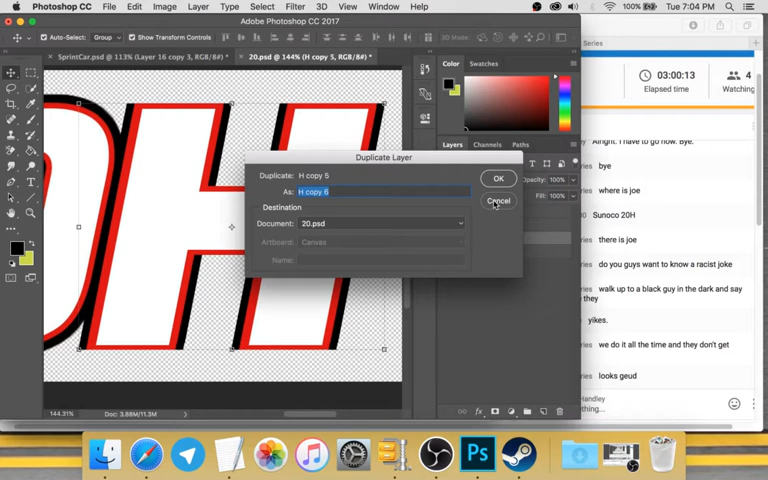 Photoshop CC File Edit Image Layer Type Select Filter 3D View Window Help 100% Tue 7:04 PM
Adobe Photoshop CC 2017
Auto-Select: Group Show Transform Controls 3D Mode:
SprintCar.psd @ 113% (Layer 16 copy 3, RGB/8#) * 20.psd @ 144% (H copy 5, RGB/8#) *
Color Swatches
Layers Channels Paths
Opacity: 100%
Fill: 100%
H
Duplicate Layer
Duplicate: H copy 5
As: H copy 6
Destination
Document: 20.psd
Artboard: Canvas
Name:
OK
Cancel
144.31% Doc: 3.88M/11.3M
Series
00:03:13
Elapsed time
4
Watching
Alright. I have to go now. Bye.
bye
where is joe
Sunoco 20H
there is joe
do you guys want to know a racist joke
ries walk up to a black guy in the dark and say
they
yikes.
ries we do it all the time and they don't get
ries looks geud
Handley
ething...
Ps